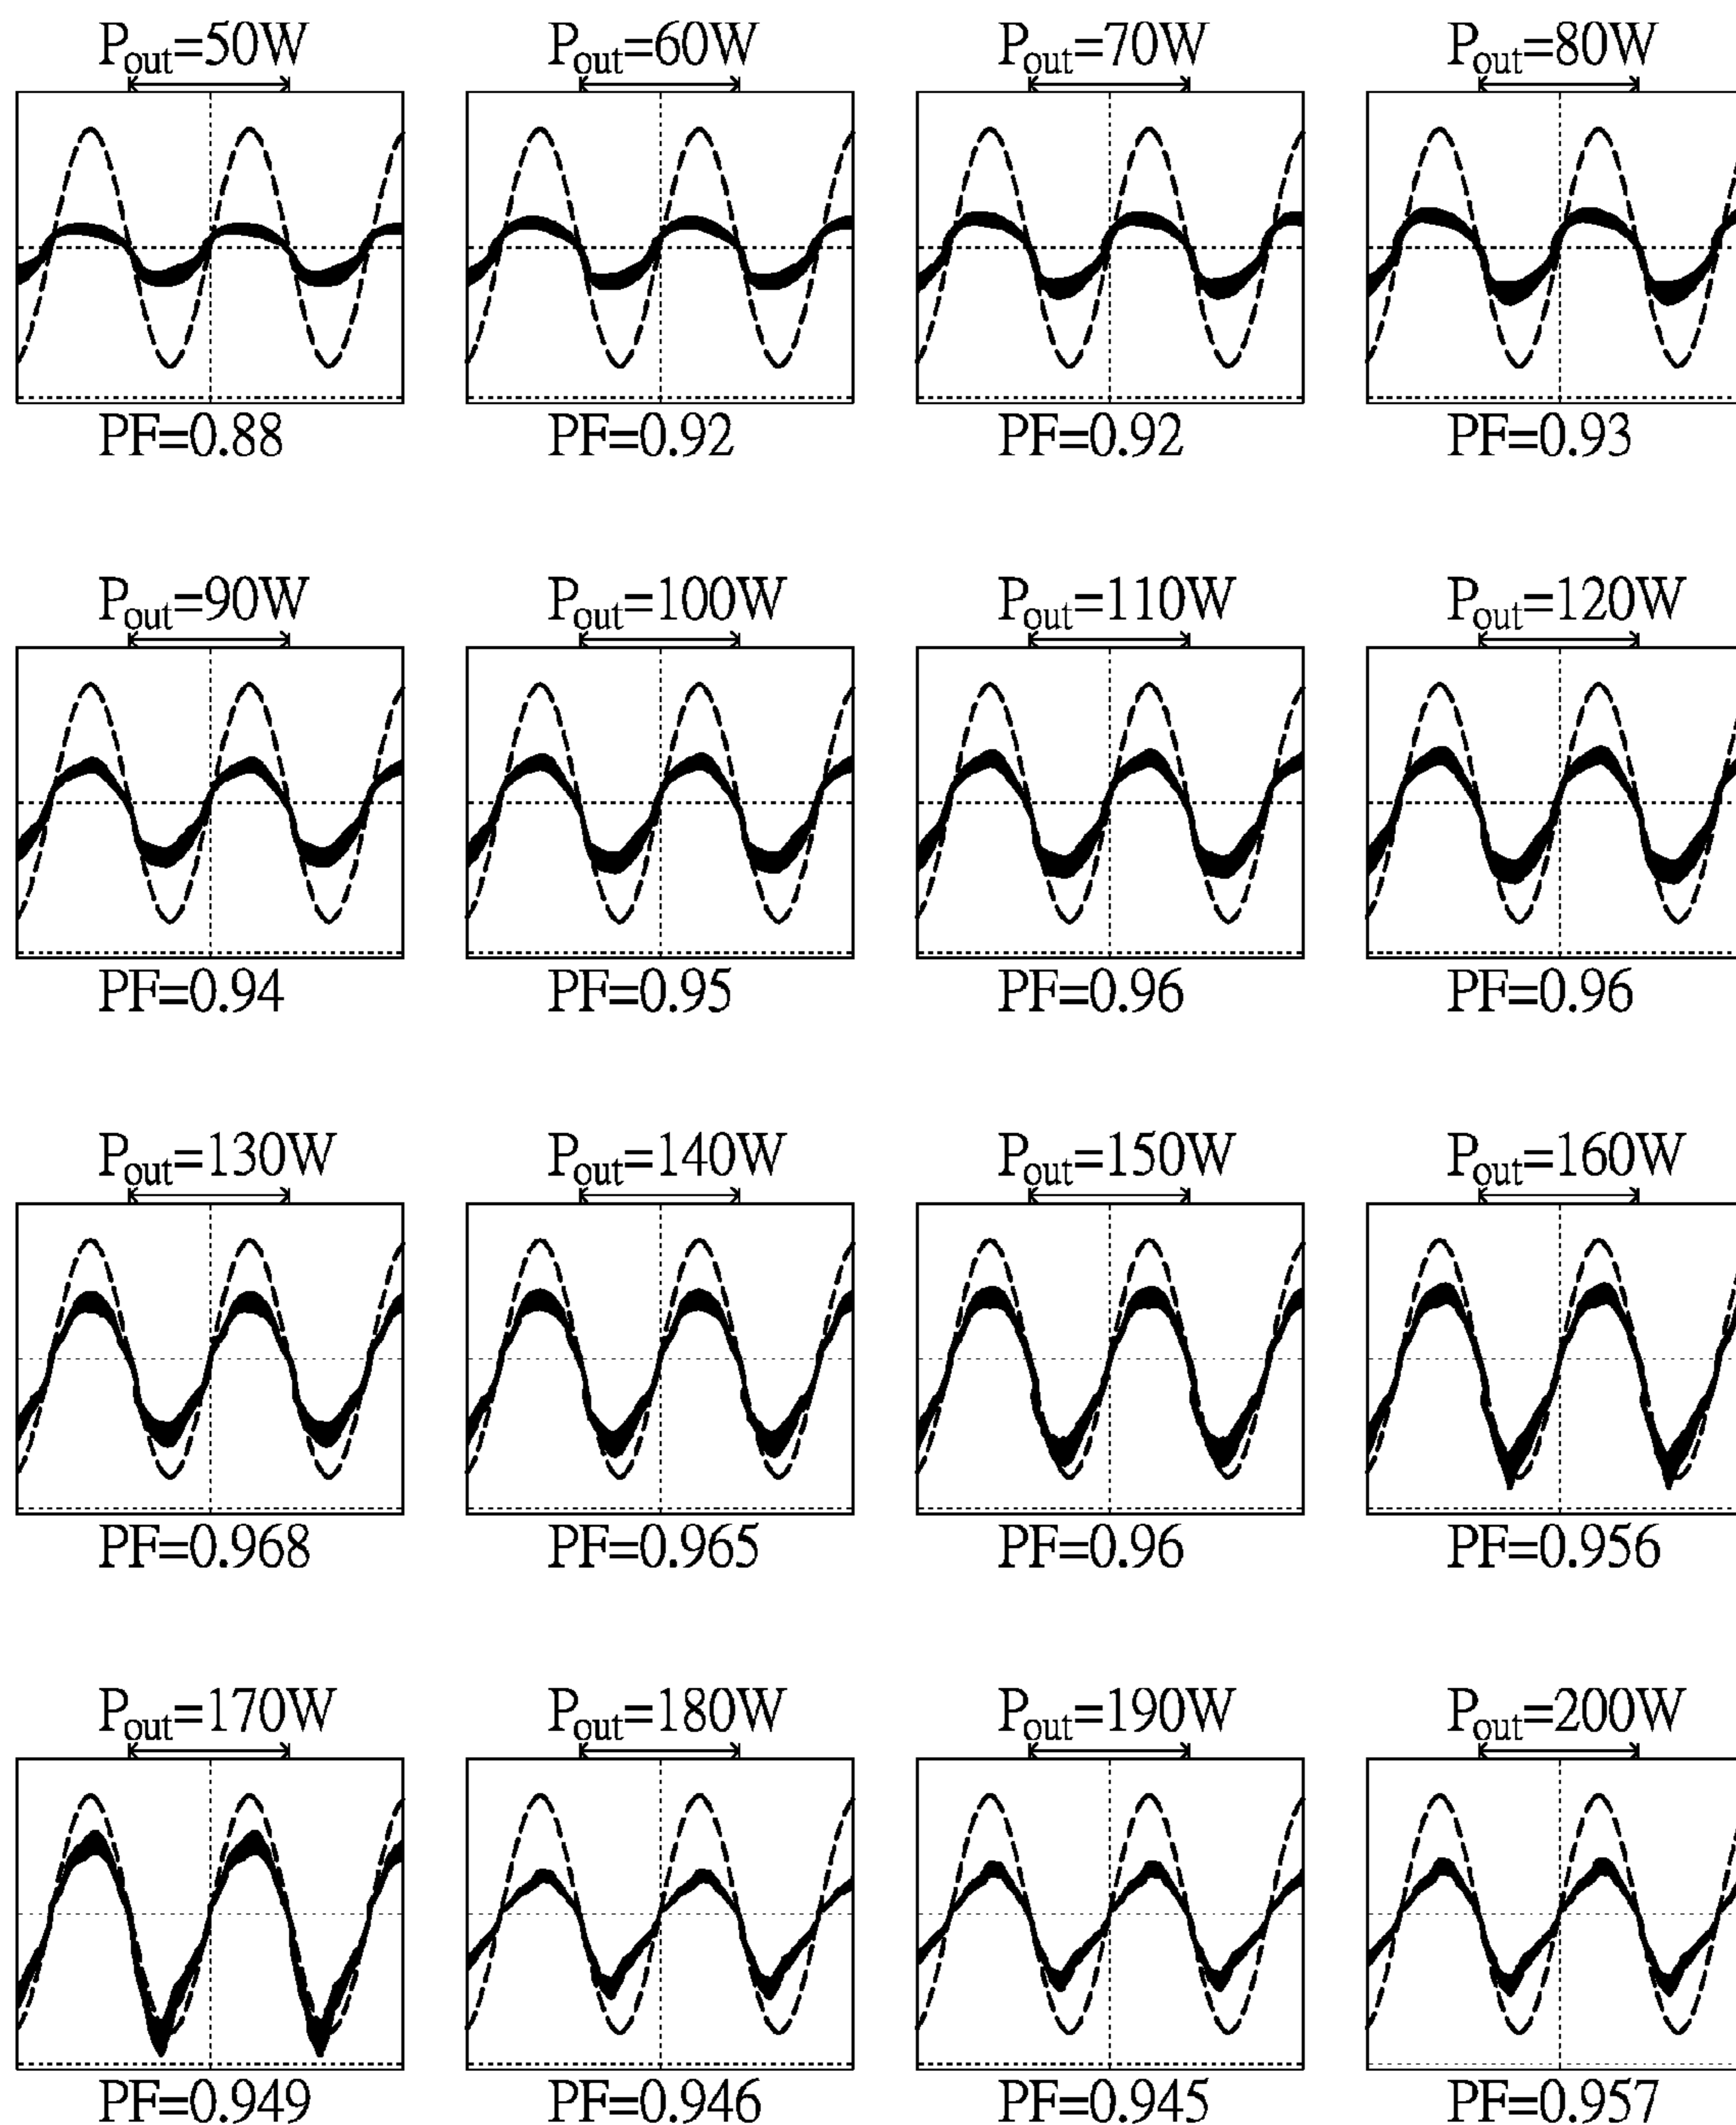 Pout=50W Pout=60W Pout=70W Pout=80W
PF=0.88 PF=0.92 PF=0.92 PF=0.93
Pout=90W Pout=100W Pout=110W Pout=120W
PF=0.94 PF=0.95 PF=0.96 PF=0.96
Pout=130W Pout=140W Pout=150W Pout=160W
PF=0.968 PF=0.965 PF=0.96 PF=0.956
Pout=170W Pout=180W Pout=190W Pout=200W
PF=0.949 PF=0.946 PF=0.945 PF=0.957